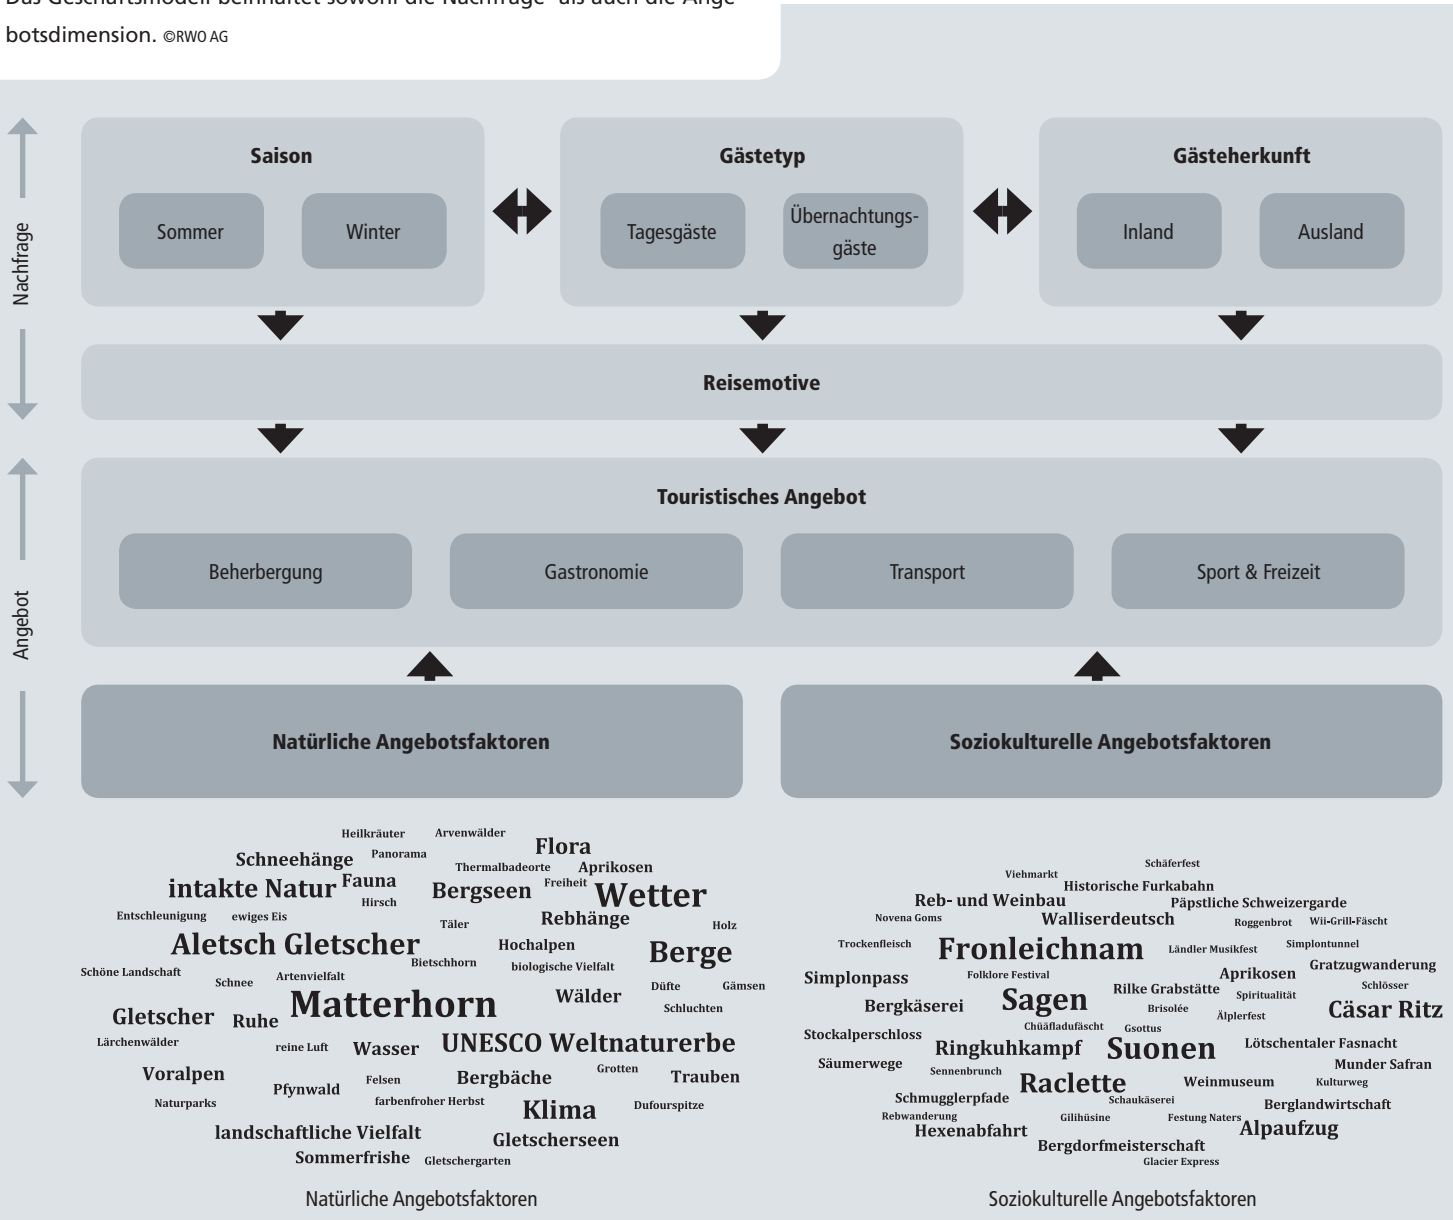 Das Geschäftsmodell beinhaltet sowohl die Nachfrage- als auch die Ange-
botsdimension. ©RWO AG
Nachfrage
Saison
Sommer
Winter
Gästetyp
Tagesgäste
Übernachtungs-
gäste
Gästeherkunft
Inland
Ausland
Reisemotive
Angebot
Touristisches Angebot
Beherbergung
Gastronomie
Transport
Sport & Freizeit
Natürliche Angebotsfaktoren
Soziokulturelle Angebotsfaktoren
Heilkräuter
Arvenwälder
Flora
Schneehänge
Panorama
Thermalbadeorte
Aprikosen
intakte Natur
Fauna
Bergseen
Freiheit
Wetter
Hirsch
Entschleunigung
ewiges Eis
Täler
Rebhänge
Holz
Aletsch Gletscher
Hochalpen
Berge
Bietschhorn
biologische Vielfalt
Schöne Landschaft
Schnee
Artenvielfalt
Matterhorn
Wälder
Düfte
Gämsen
Schluchten
Gletscher
Ruhe
Lärchenwälder
reine Luft
Wasser
UNESCO Weltnaturerbe
Voralpen
Pfynwald
Felsen
Bergbäche
Grotten
Trauben
Naturparks
farbenfroher Herbst
Klima
Dufourspitze
landschaftliche Vielfalt
Gletscherseen
Sommerfrishe
Gletschergarten
Natürliche Angebotsfaktoren
Schäferfest
Viehmarkt
Historische Furkabahn
Reb- und Weinbau
Päpstliche Schweizergarde
Novena Goms
Walliserdeutsch
Roggenbrot
Wii-Grill-Fäscht
Trockenfleisch
Fronleichnam
Ländler Musikfest
Simplontunnel
Simplonpass
Folklore Festival
Aprikosen
Gratzugwanderung
Bergkäserei
Sagen
Rilke Grabstätte
Spiritualität
Schlösser
Brisolée
Älplerfest
Cäsar Ritz
Stockalperschloss
Chüäfladufäscht
Gsottus
Ringkuhkampf
Suonen
Lötschentaler Fasnacht
Säumerwege
Sennenbrunch
Munder Safran
Raclette
Weinmuseum
Kulturweg
Schmugglerpfade
Schaukäserei
Berglandwirtschaft
Rebwanderung
Gilihüsine
Festung Naters
Hexenabfahrt
Alpaufzug
Bergdorfmeisterschaft
Glacier Express
Soziokulturelle Angebotsfaktoren